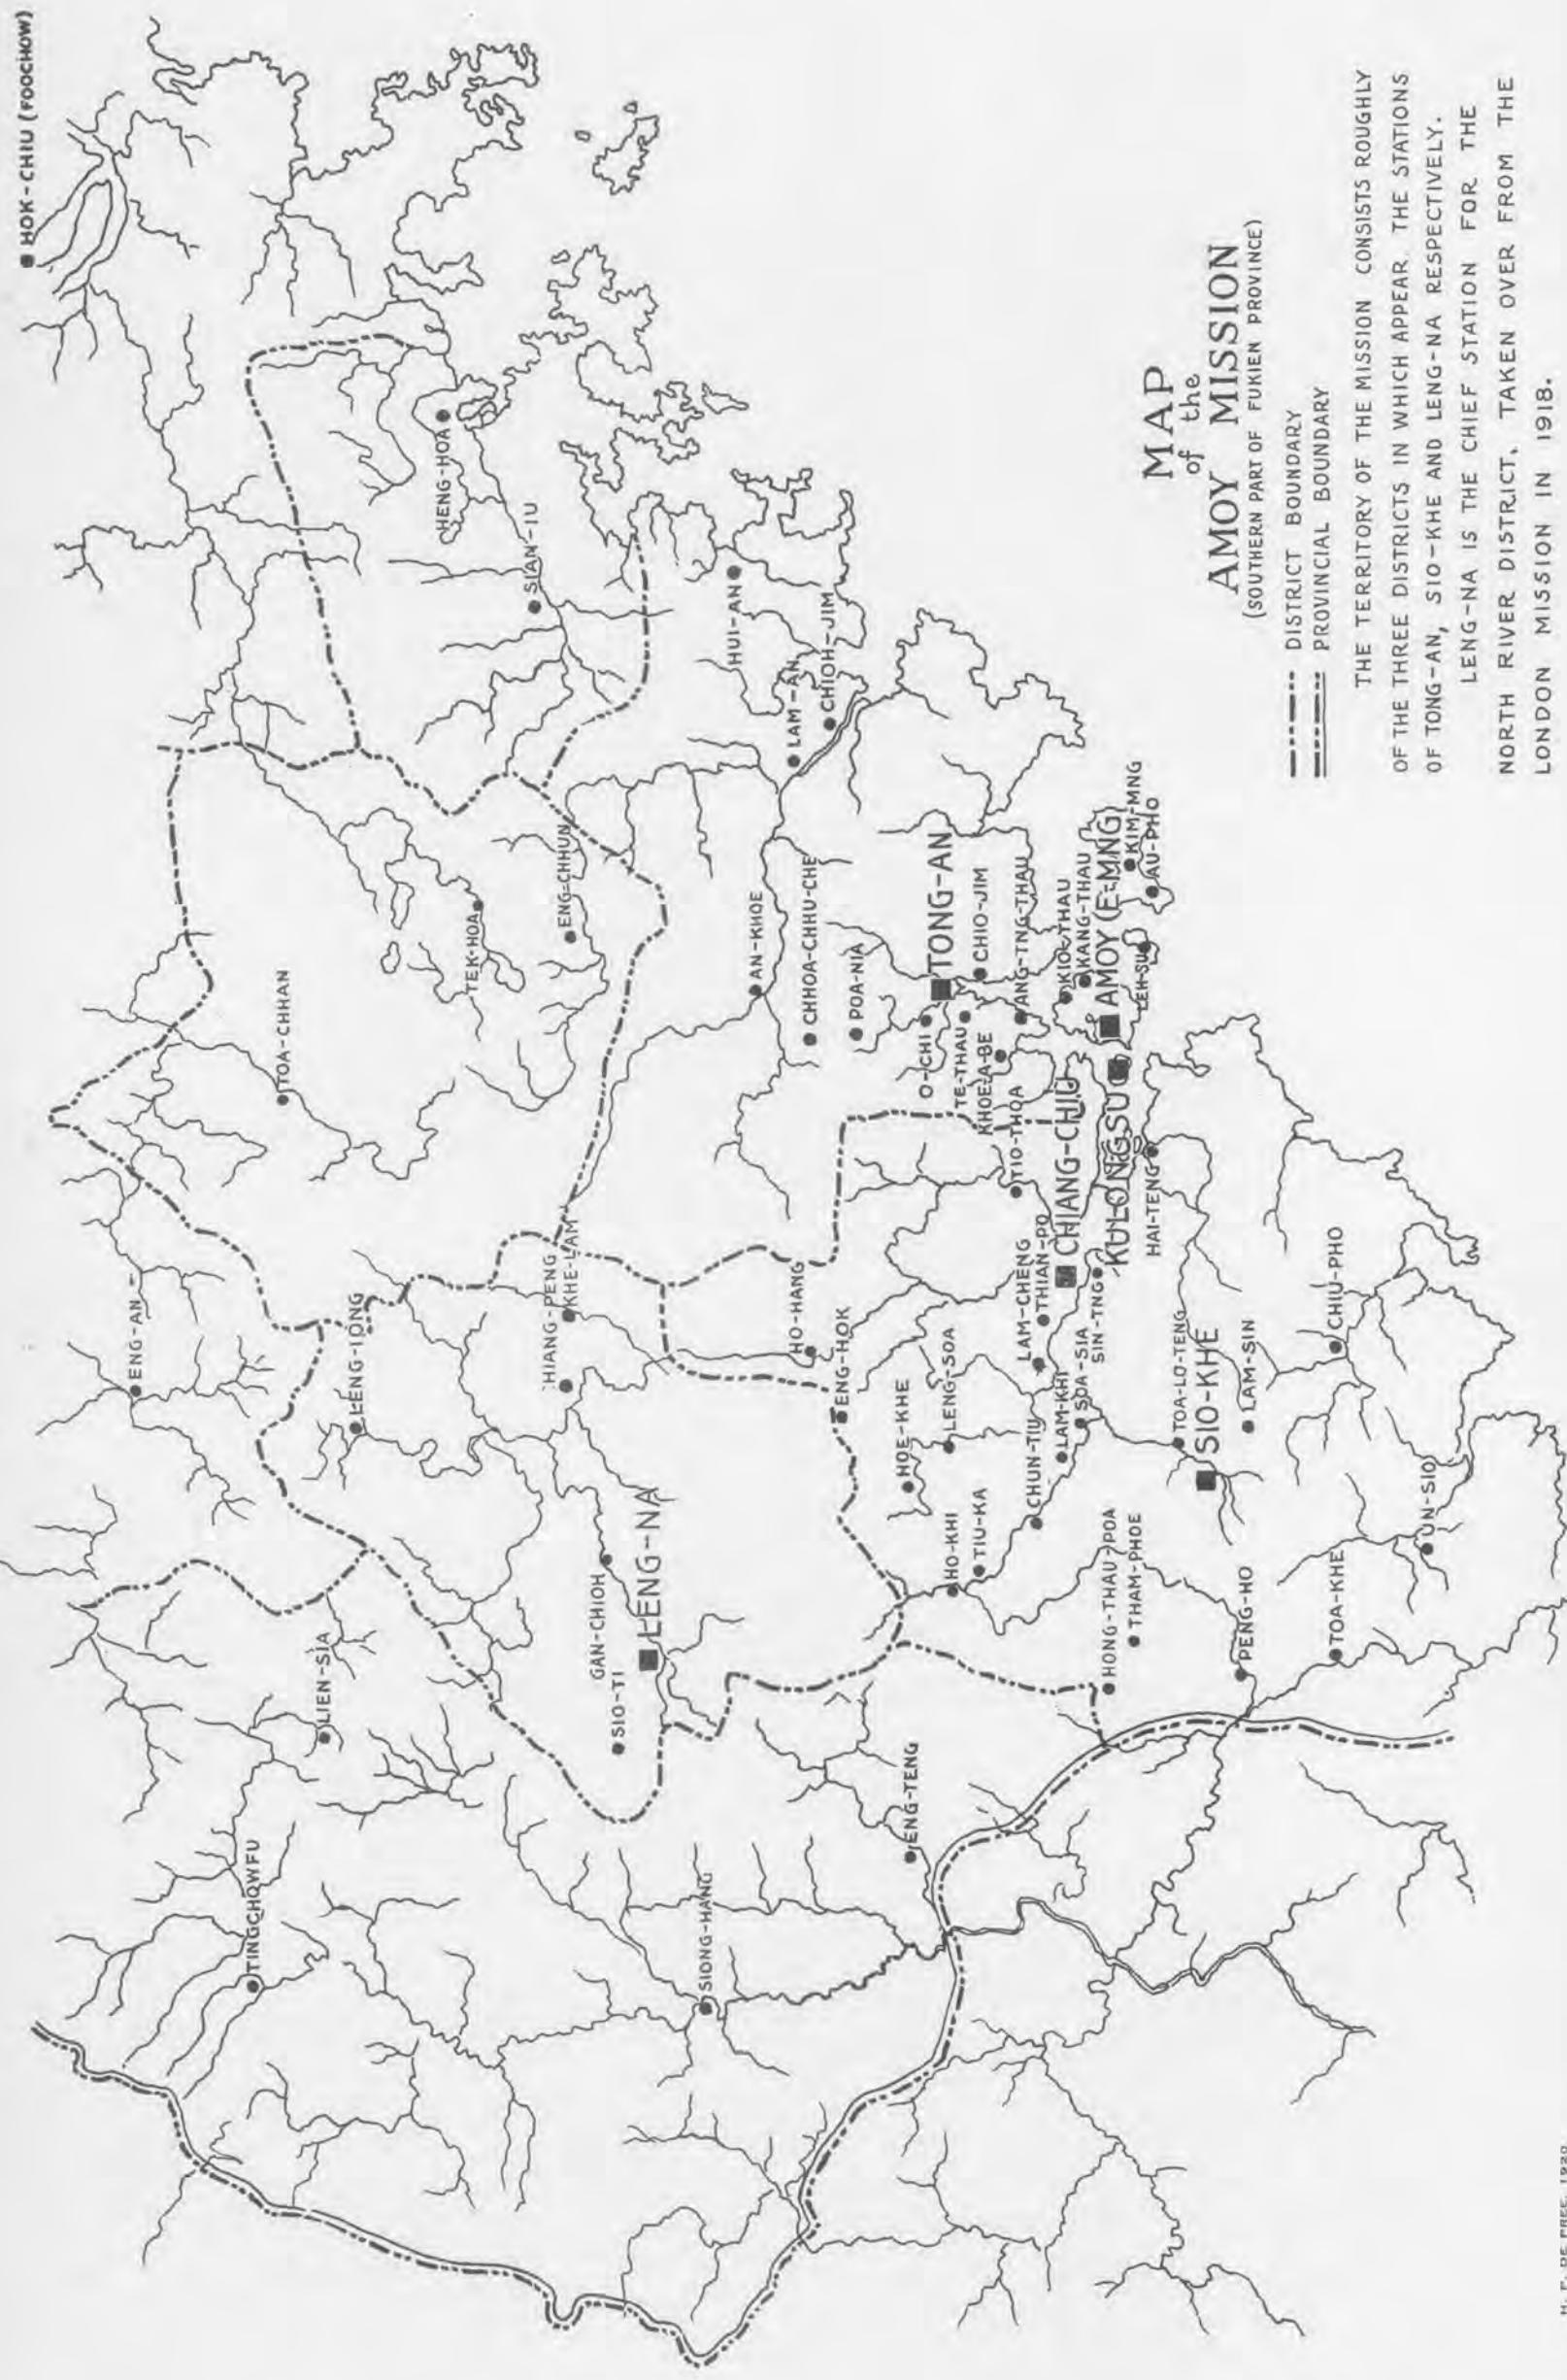 HOK-CHIU (FOOCHOW)
HENG-HOA
SIAN-IU
HUI-AN
LAM-AN
CHIOH-JIM
ENG-CHHUN
TEK-HOA
TOA-CHHAN
AN-KHOE
CHHOA-CHHU-CHE
POA-NIA
TONG-AN
CHIO-JIM
O-CHI
TE-THAU
KHOE-A-BE
ANG-TNG-THAU
KIO-THAU
KANG-THAU
AMOY (E-MNG)
KIM-MNG
AU-PHO
LEH-SU
KULONGSU
CHIANG-CHIU
TIO-THOA
HAI-TENG
ENG-AN
LENG-IONG
HIANG-PENG
KHE-LAM
HO-HANG
ENG-HOK
HOE-KHE
LENG-SOA
LAM-CHENG
THIAN-PO
SIN-TNG
SOA-SIA
LAM-KHI
CHUN-TIU
HO-KHI
TIU-KA
TOA-LO-TENG
SIO-KHE
LAM-SIN
CHIU-PHO
UN-SIO
TOA-KHE
PENG-HO
HONG-THAU-POA
THAM-PHOE
GAN-CHIOH
LENG-NA
SIO-TI
LIEN-SIA
TINGCHOWFU
SIONG-HANG
ENG-TENG
MAP
of the
AMOY MISSION
(SOUTHERN PART OF FUKIEN PROVINCE)
DISTRICT BOUNDARY
PROVINCIAL BOUNDARY
THE TERRITORY OF THE MISSION CONSISTS ROUGHLY
OF THE THREE DISTRICTS IN WHICH APPEAR THE STATIONS
OF TONG-AN, SIO-KHE AND LENG-NA RESPECTIVELY.
LENG-NA IS THE CHIEF STATION FOR THE
NORTH RIVER DISTRICT, TAKEN OVER FROM THE
LONDON MISSION IN 1918.